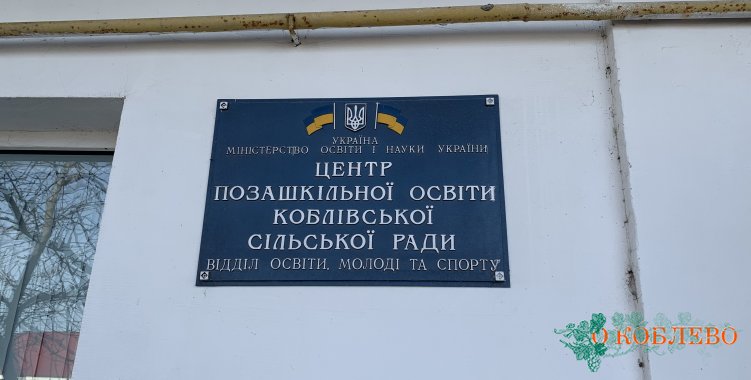 УКРАЇНА
МІНІСТЕРСТВО ОСВІТИ І НАУКИ УКРАЇНИ
ЦЕНТР
ПОЗАШКІЛЬНОЇ ОСВІТИ
КОБЛІВСЬКОЇ
СІЛЬСЬКОЇ РАДИ
ВІДДІЛ ОСВІТИ, МОЛОДІ ТА СПОРТУ
О КОБЛЕВО